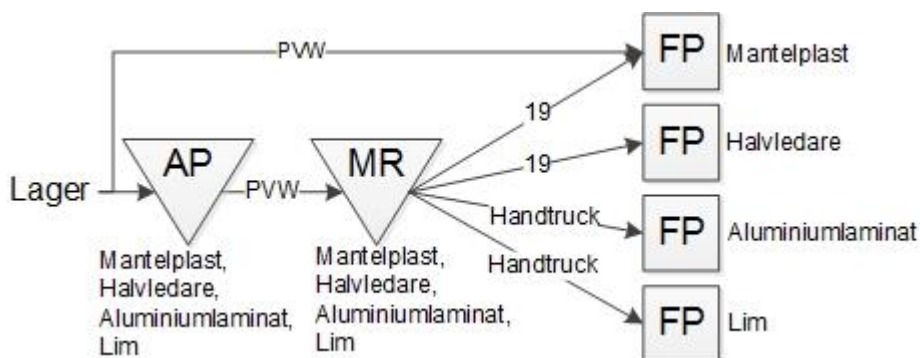 PVW
FP
Mantelplast
19
FP
Halvledare
19
Lager
AP
PVW
MR
Handtruck
FP
Aluminiumlaminat
Handtruck
FP
Lim
Mantelplast,
Halvledare,
Aluminiumlaminat,
Lim
Mantelplast,
Halvledare,
Aluminiumlaminat,
Lim